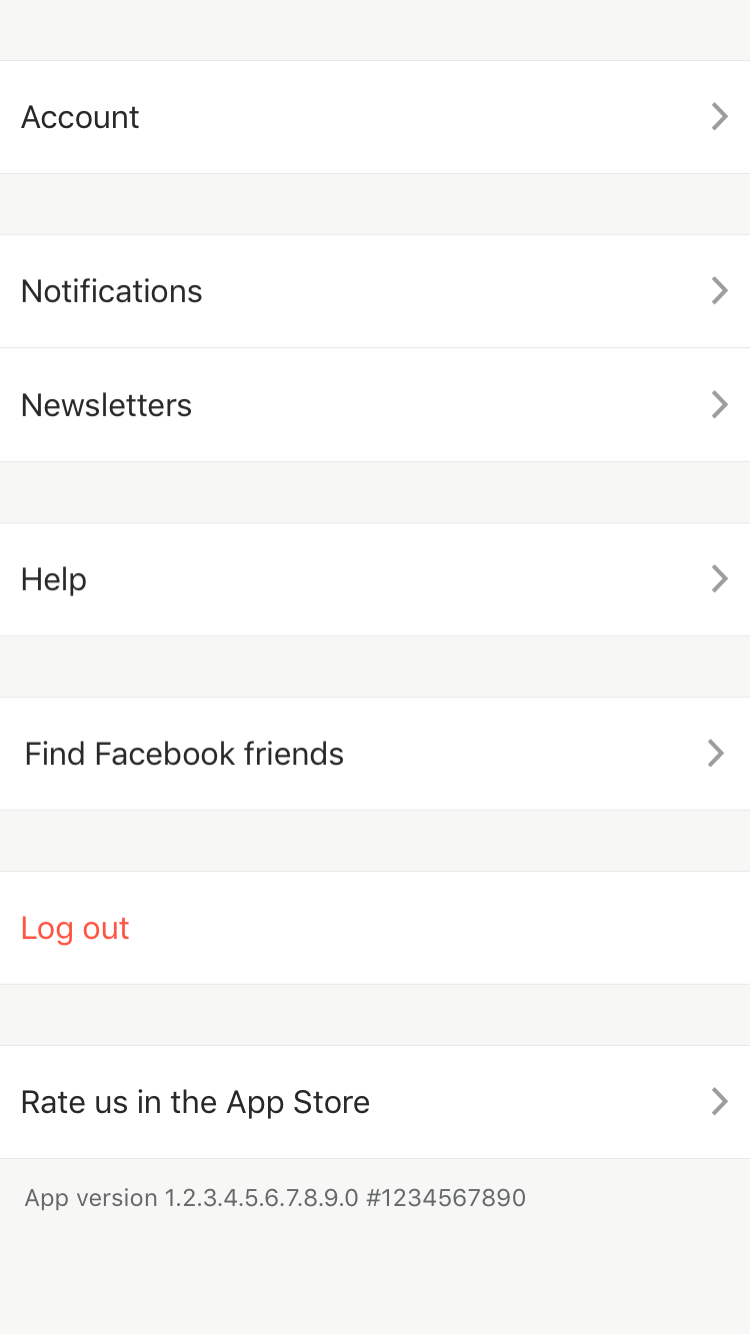 Account
Notifications
Newsletters
Help
Find Facebook friends
Log out
Rate us in the App Store
App version 1.2.3.4.5.6.7.8.9.0 #1234567890